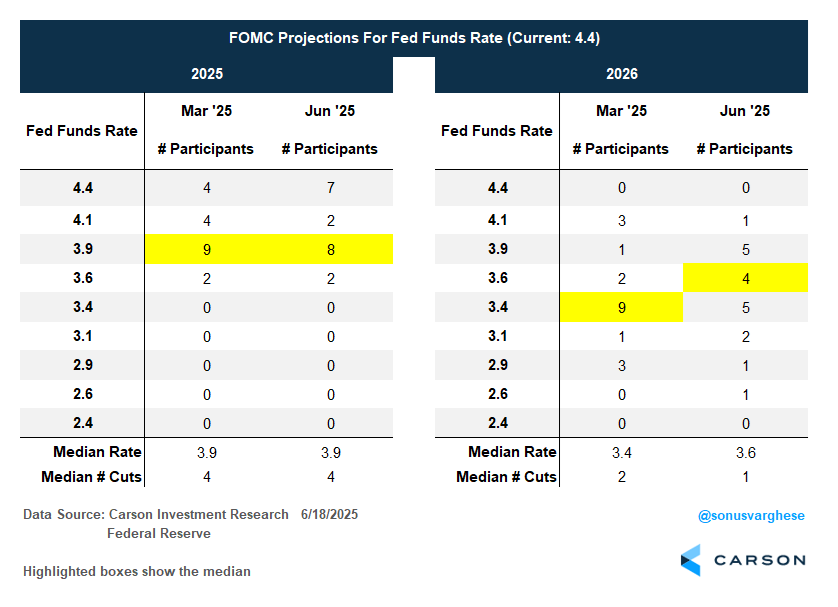 FOMC Projections For Fed Funds Rate (Current: 4.4)
2025 2026
Mar '25 Jun '25 Mar '25 Jun '25
Fed Funds Rate Fed Funds Rate
# Participants # Participants # Participants # Participants
4.4 4 7 4.4 0 0
4.1 4 2 4.1 3 1
3.9 9 8 3.9 1 5
3.6 2 2 3.6 2 4
3.4 0 0 3.4 9 5
3.1 0 0 3.1 1 2
2.9 0 0 2.9 3 1
2.6 0 0 2.6 0 1
2.4 0 0 2.4 0 0
Median Rate 3.9 3.9 Median Rate 3.4 3.6
Median # Cuts 4 4 Median # Cuts 2 1
Data Source: Carson Investment Research 6/18/2025 @sonusvarghese
Federal Reserve
CARSON
Highlighted boxes show the median